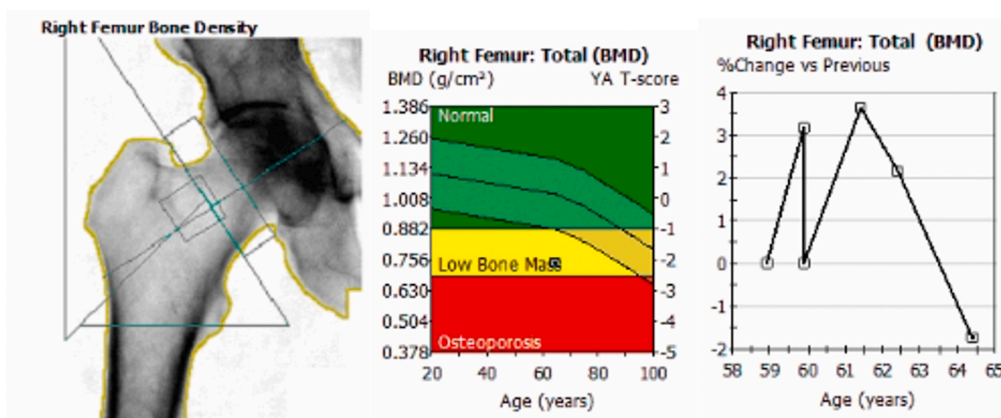 Right Femur Bone Density
Right Femur: Total (BMD)
BMD (g/cm²) YA T-score
1.386 3
Normal
1.260 2
1.134 1
1.008 0
0.882 -1
0.756 -2
Low Bone Mass
0.630 -3
0.504 -4
Osteoporosis
0.378 -5
20 40 60 80 100
Age (years)
Right Femur: Total (BMD)
%Change vs Previous
4
3
2
1
0
-1
-2
58 59 60 61 62 63 64 65
Age (years)